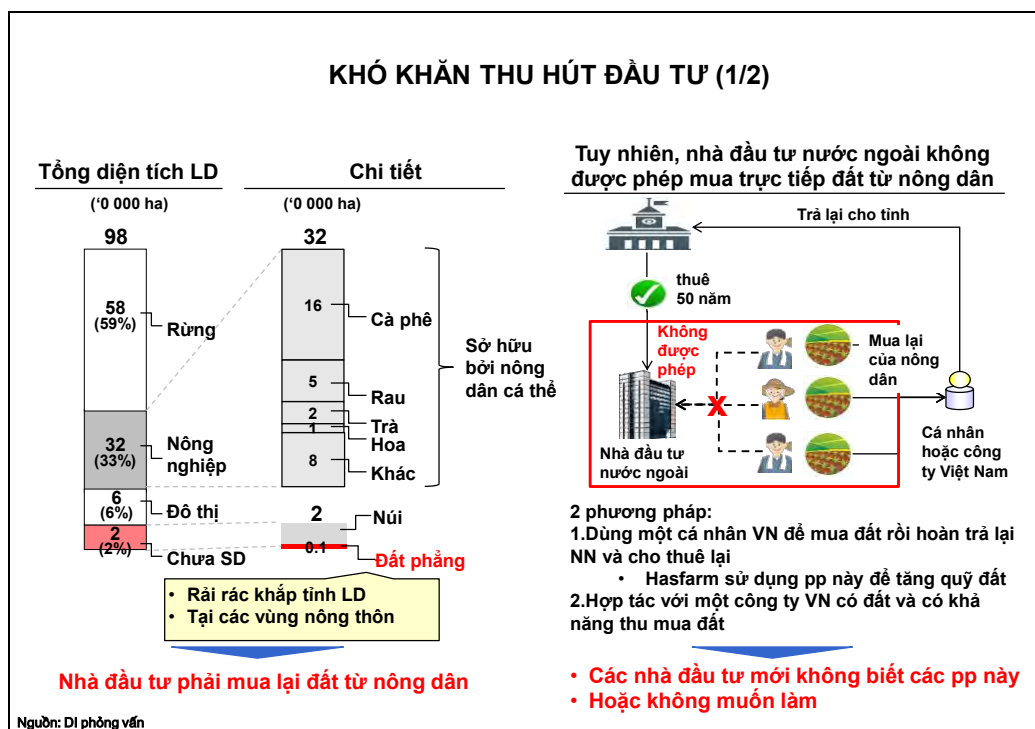 KHÓ KHĂN THU HÚT ĐẦU TƯ (1/2)
Tổng diện tích LD
(‘0 000 ha)
98
58
(59%)
Rừng
32
(33%)
Nông
nghiệp
6
(6%)
Đô thị
2
(2%)
Chưa SD
Chi tiết
(‘0 000 ha)
32
16
Cà phê
5
Rau
2
Trà
1
Hoa
8
Khác
Sở hữu
bởi nông
dân cá thể
2
Núi
0.1
Đất phẳng
• Rải rác khắp tỉnh LD
• Tại các vùng nông thôn
Nhà đầu tư phải mua lại đất từ nông dân
Nguồn: DI phỏng vấn
Tuy nhiên, nhà đầu tư nước ngoài không
được phép mua trực tiếp đất từ nông dân
Trả lại cho tỉnh
thuê
50 năm
Không
được
phép
X
Mua lại
của nông
dân
Nhà đầu tư
nước ngoài
Cá nhân
hoặc công
ty Việt Nam
2 phương pháp:
1.Dùng một cá nhân VN để mua đất rồi hoàn trả lại
NN và cho thuê lại
• Hasfarm sử dụng pp này để tăng quỹ đất
2.Hợp tác với một công ty VN có đất và có khả
năng thu mua đất
• Các nhà đầu tư mới không biết các pp này
• Hoặc không muốn làm